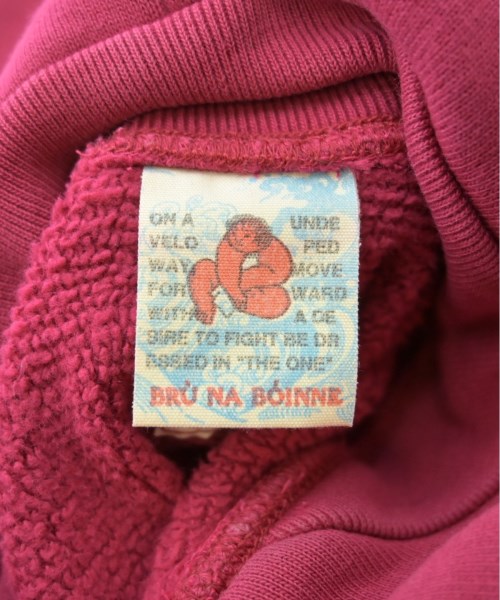 ON A UNDE
VELO PED
WAY MOVE
FOR WARD
WITH A DE
SIRE TO FIGHT BE DR
ESSED IN "THE ONE"
BRÙ NA BÓINNE